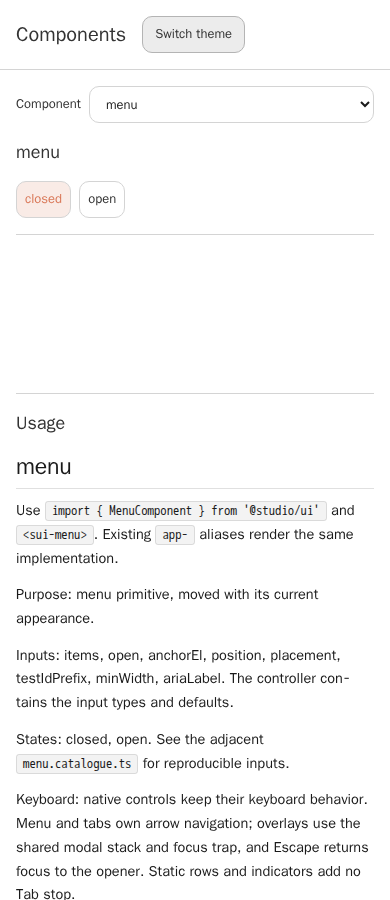 Components
Switch theme
Component
menu
menu
closed
open
Usage
menu
Use import { MenuComponent } from '@studio/ui' and
<sui-menu>. Existing app- aliases render the same
implementation.
Purpose: menu primitive, moved with its current
appearance.
Inputs: items, open, anchorEl, position, placement,
testIdPrefix, minWidth, ariaLabel. The controller con-
tains the input types and defaults.
States: closed, open. See the adjacent
menu.catalogue.ts for reproducible inputs.
Keyboard: native controls keep their keyboard behavior.
Menu and tabs own arrow navigation; overlays use the
shared modal stack and focus trap, and Escape returns
focus to the opener. Static rows and indicators add no
Tab stop.